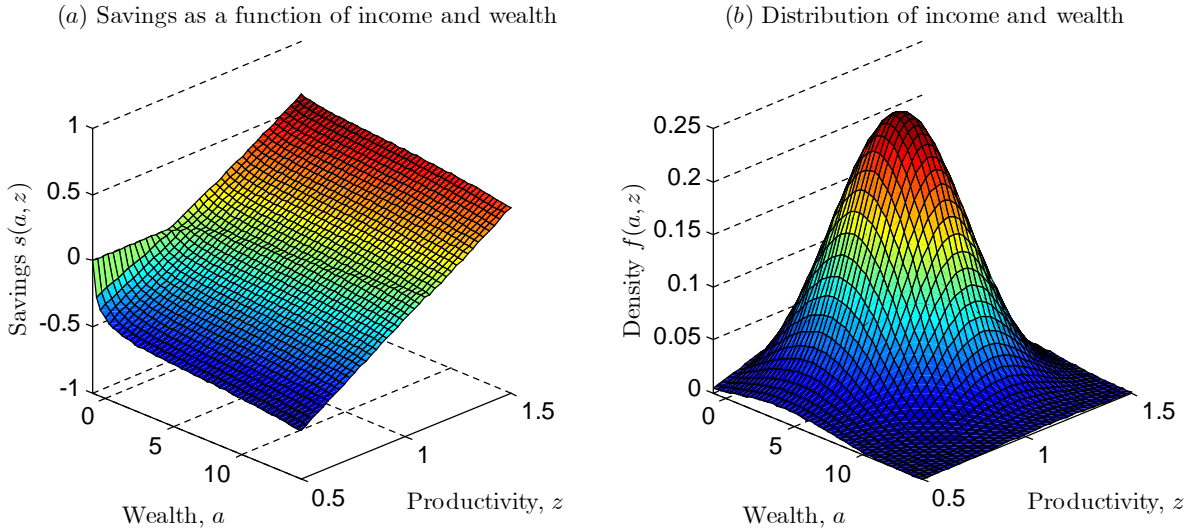 (a) Savings as a function of income and wealth
1
0.5
0
-0.5
-1
Savings s(a, z)
0
5
10
Wealth, a
0.5
1
1.5
Productivity, z
(b) Distribution of income and wealth
0.25
0.2
0.15
0.1
0.05
0
Density f(a, z)
0
5
10
Wealth, a
0.5
1
1.5
Productivity, z